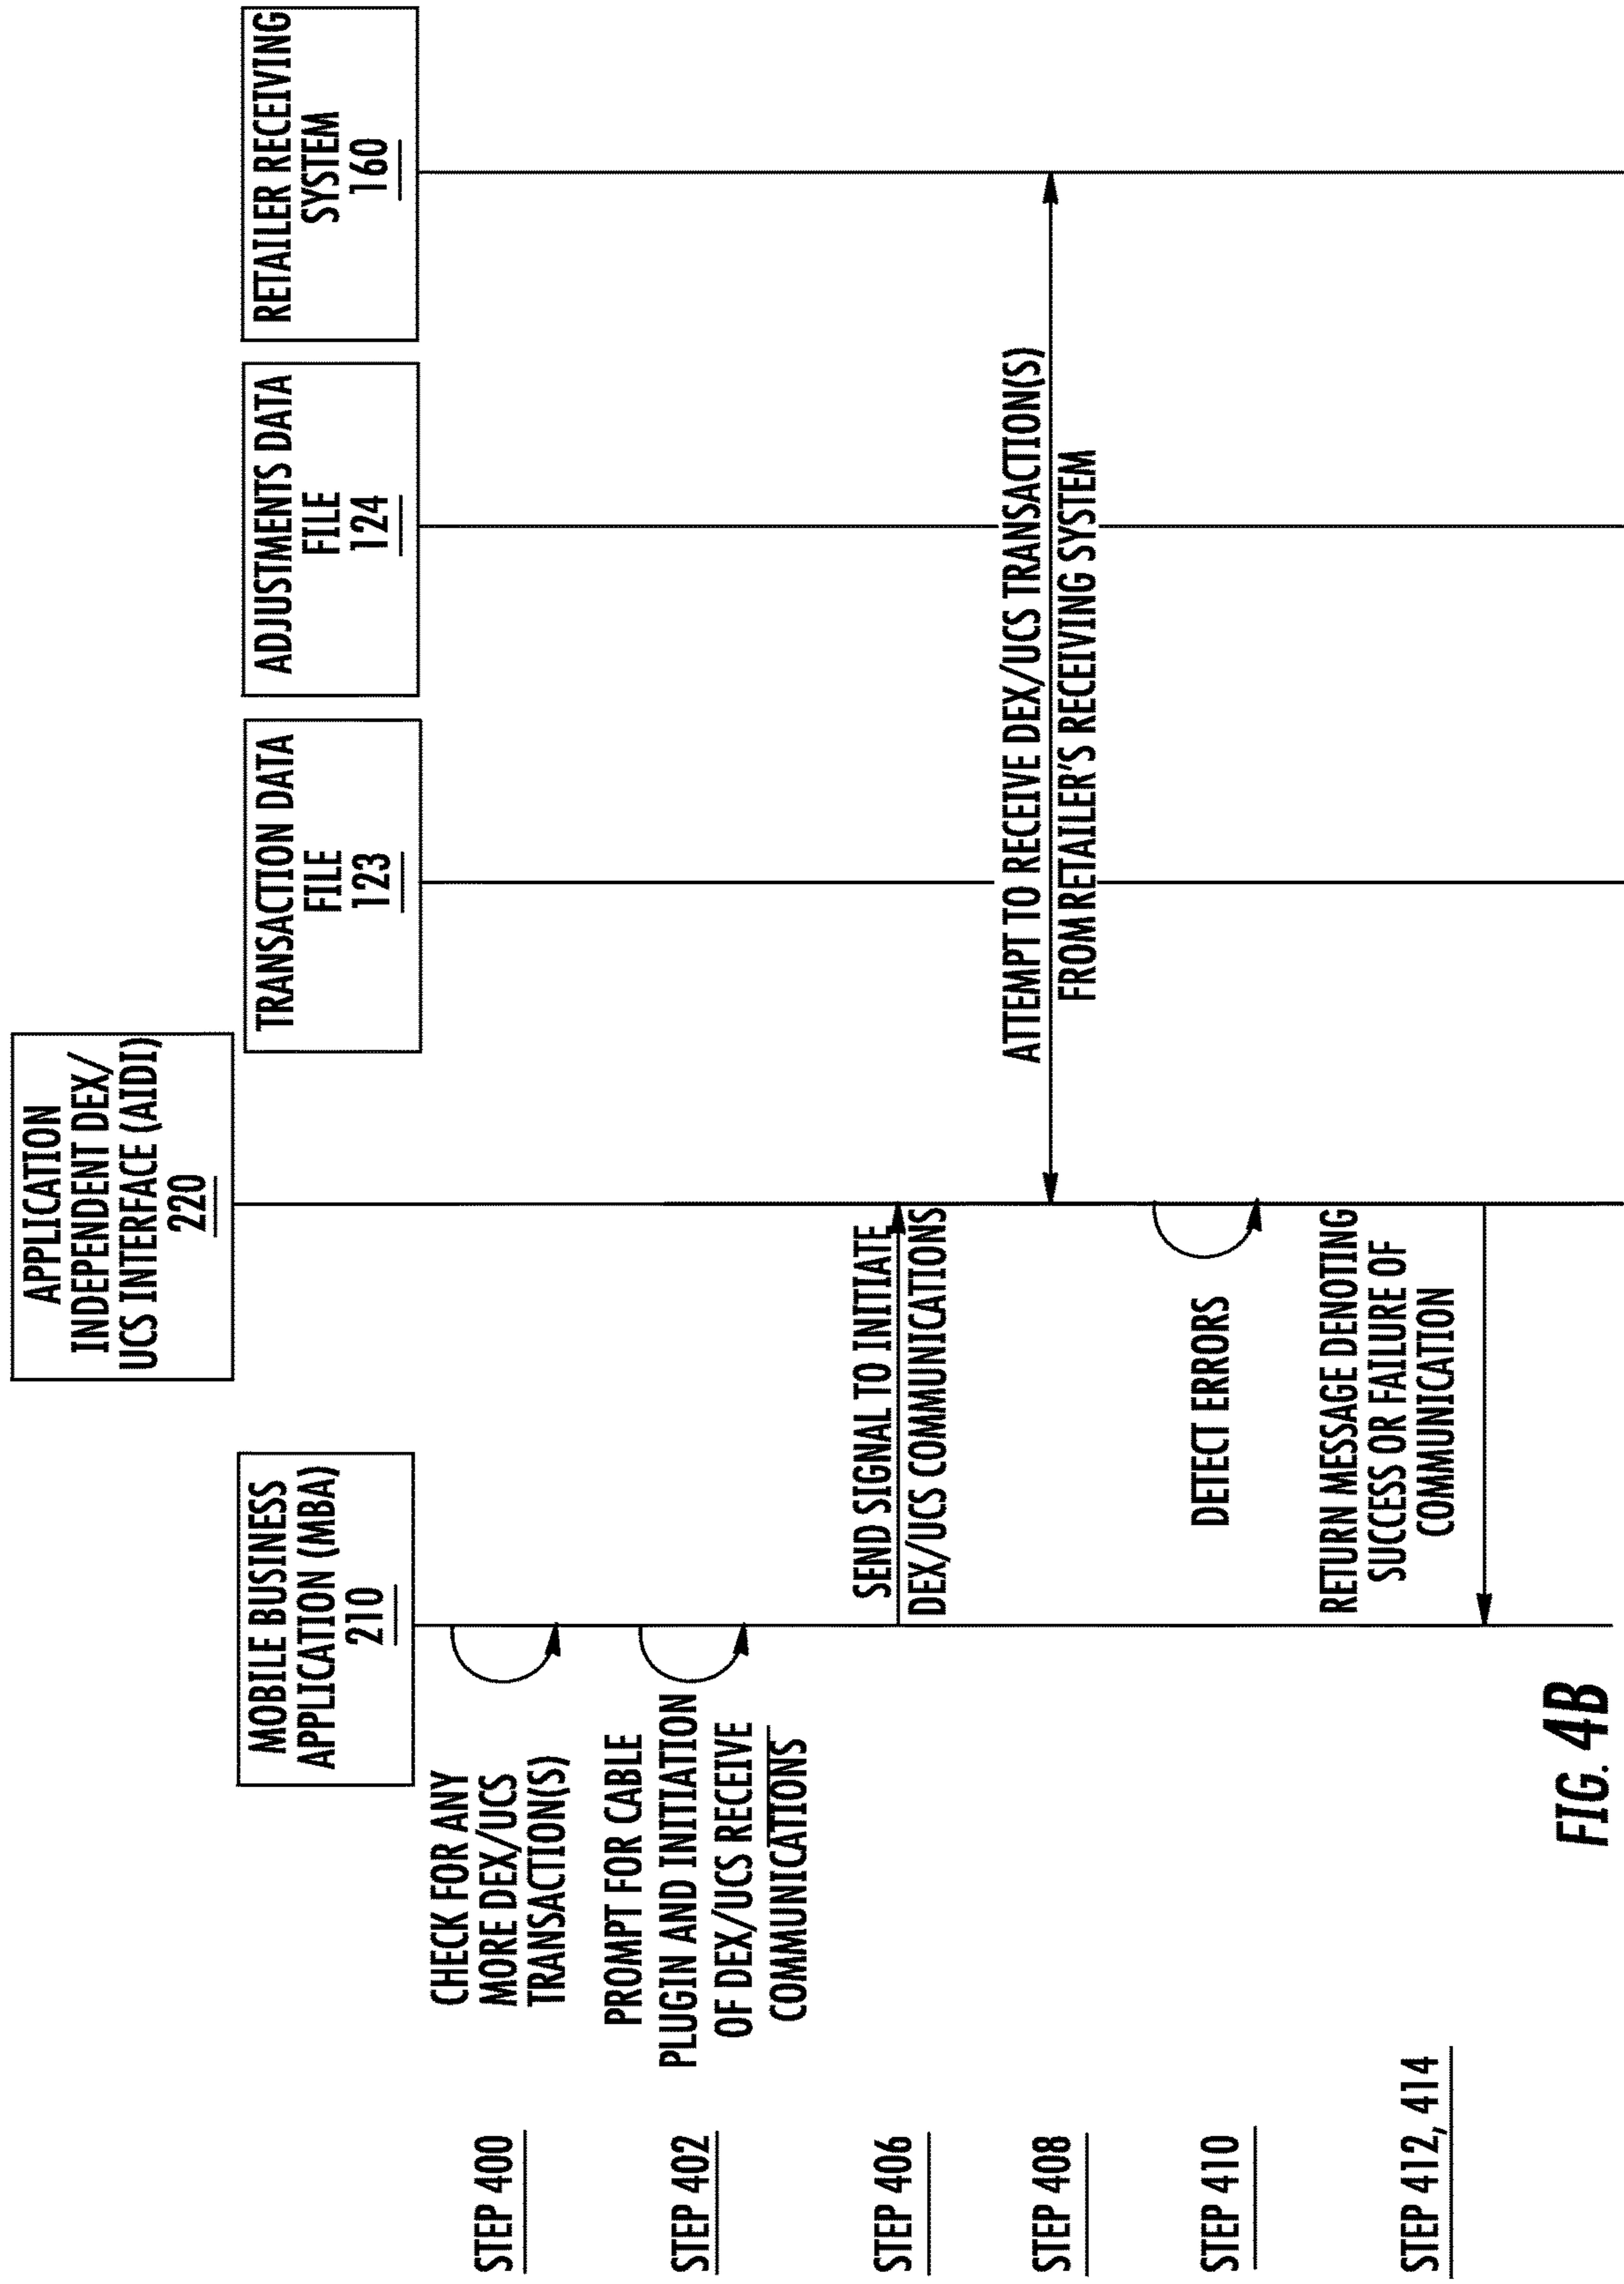 APPLICATION
INDEPENDENT DEX/
UCS INTERFACE (AIDI)
220
MOBILE BUSINESS
APPLICATION (MBA)
210
TRANSACTION DATA
FILE
123
ADJUSTMENTS DATA
FILE
124
RETAILER RECEIVING
SYSTEM
160
STEP 400
CHECK FOR ANY
MORE DEX/UCS
TRANSACTION(S)
STEP 402
PROMPT FOR CABLE
PLUGIN AND INITIATION
OF DEX/UCS RECEIVE
COMMUNICATIONS
STEP 406
SEND SIGNAL TO INITIATE
DEX/UCS COMMUNICATIONS
STEP 408
ATTEMPT TO RECEIVE DEX/UCS TRANSACTION(S)
FROM RETAILER'S RECEIVING SYSTEM
STEP 410
DETECT ERRORS
STEP 412, 414
RETURN MESSAGE DENOTING
SUCCESS OR FAILURE OF
COMMUNICATION
FIG. 4B